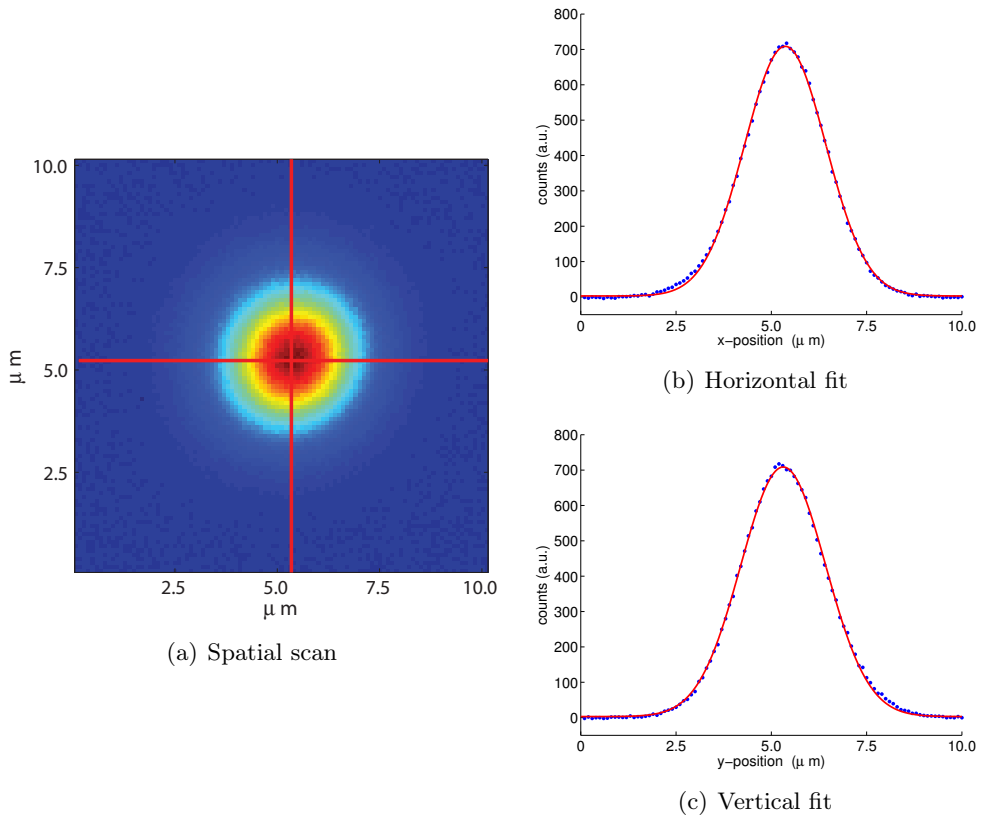 10.0
7.5
5.0
2.5
μ m
2.5 5.0 7.5 10.0
μ m
(a) Spatial scan
800
700
600
500
400
300
200
100
0
counts (a.u.)
0 2.5 5.0 7.5 10.0
x−position (μ m)
(b) Horizontal fit
800
700
600
500
400
300
200
100
0
counts (a.u.)
0 2.5 5.0 7.5 10.0
y−position (μ m)
(c) Vertical fit